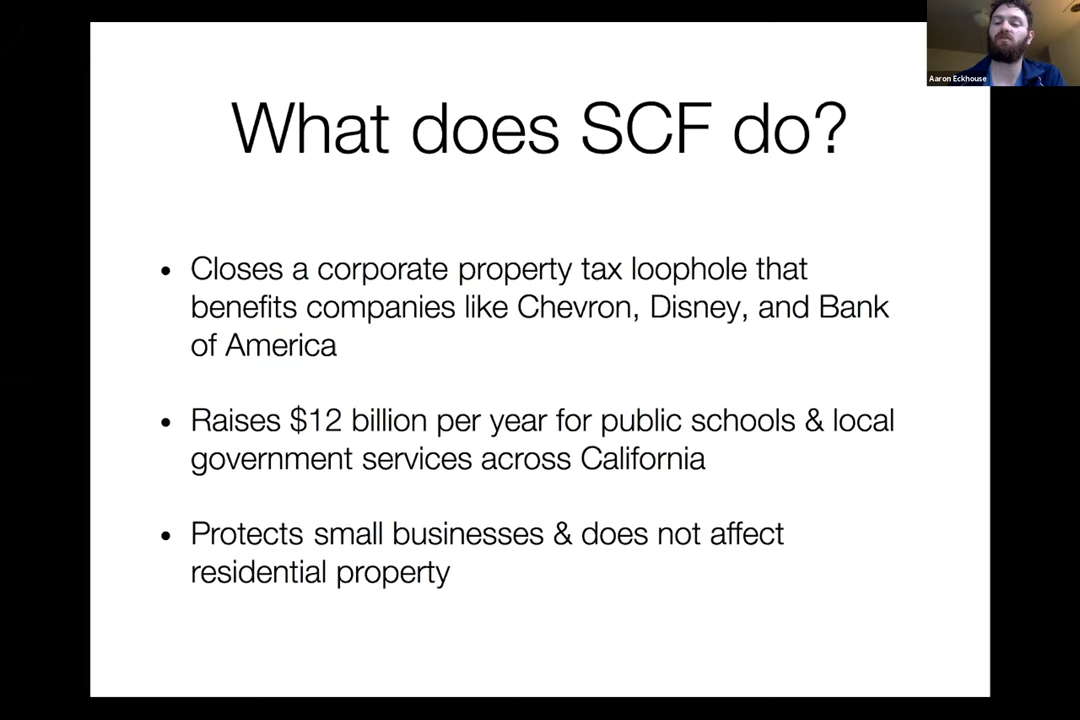 Aaron Eckhouse
What does SCF do?
• Closes a corporate property tax loophole that
benefits companies like Chevron, Disney, and Bank
of America
• Raises $12 billion per year for public schools & local
government services across California
• Protects small businesses & does not affect
residential property